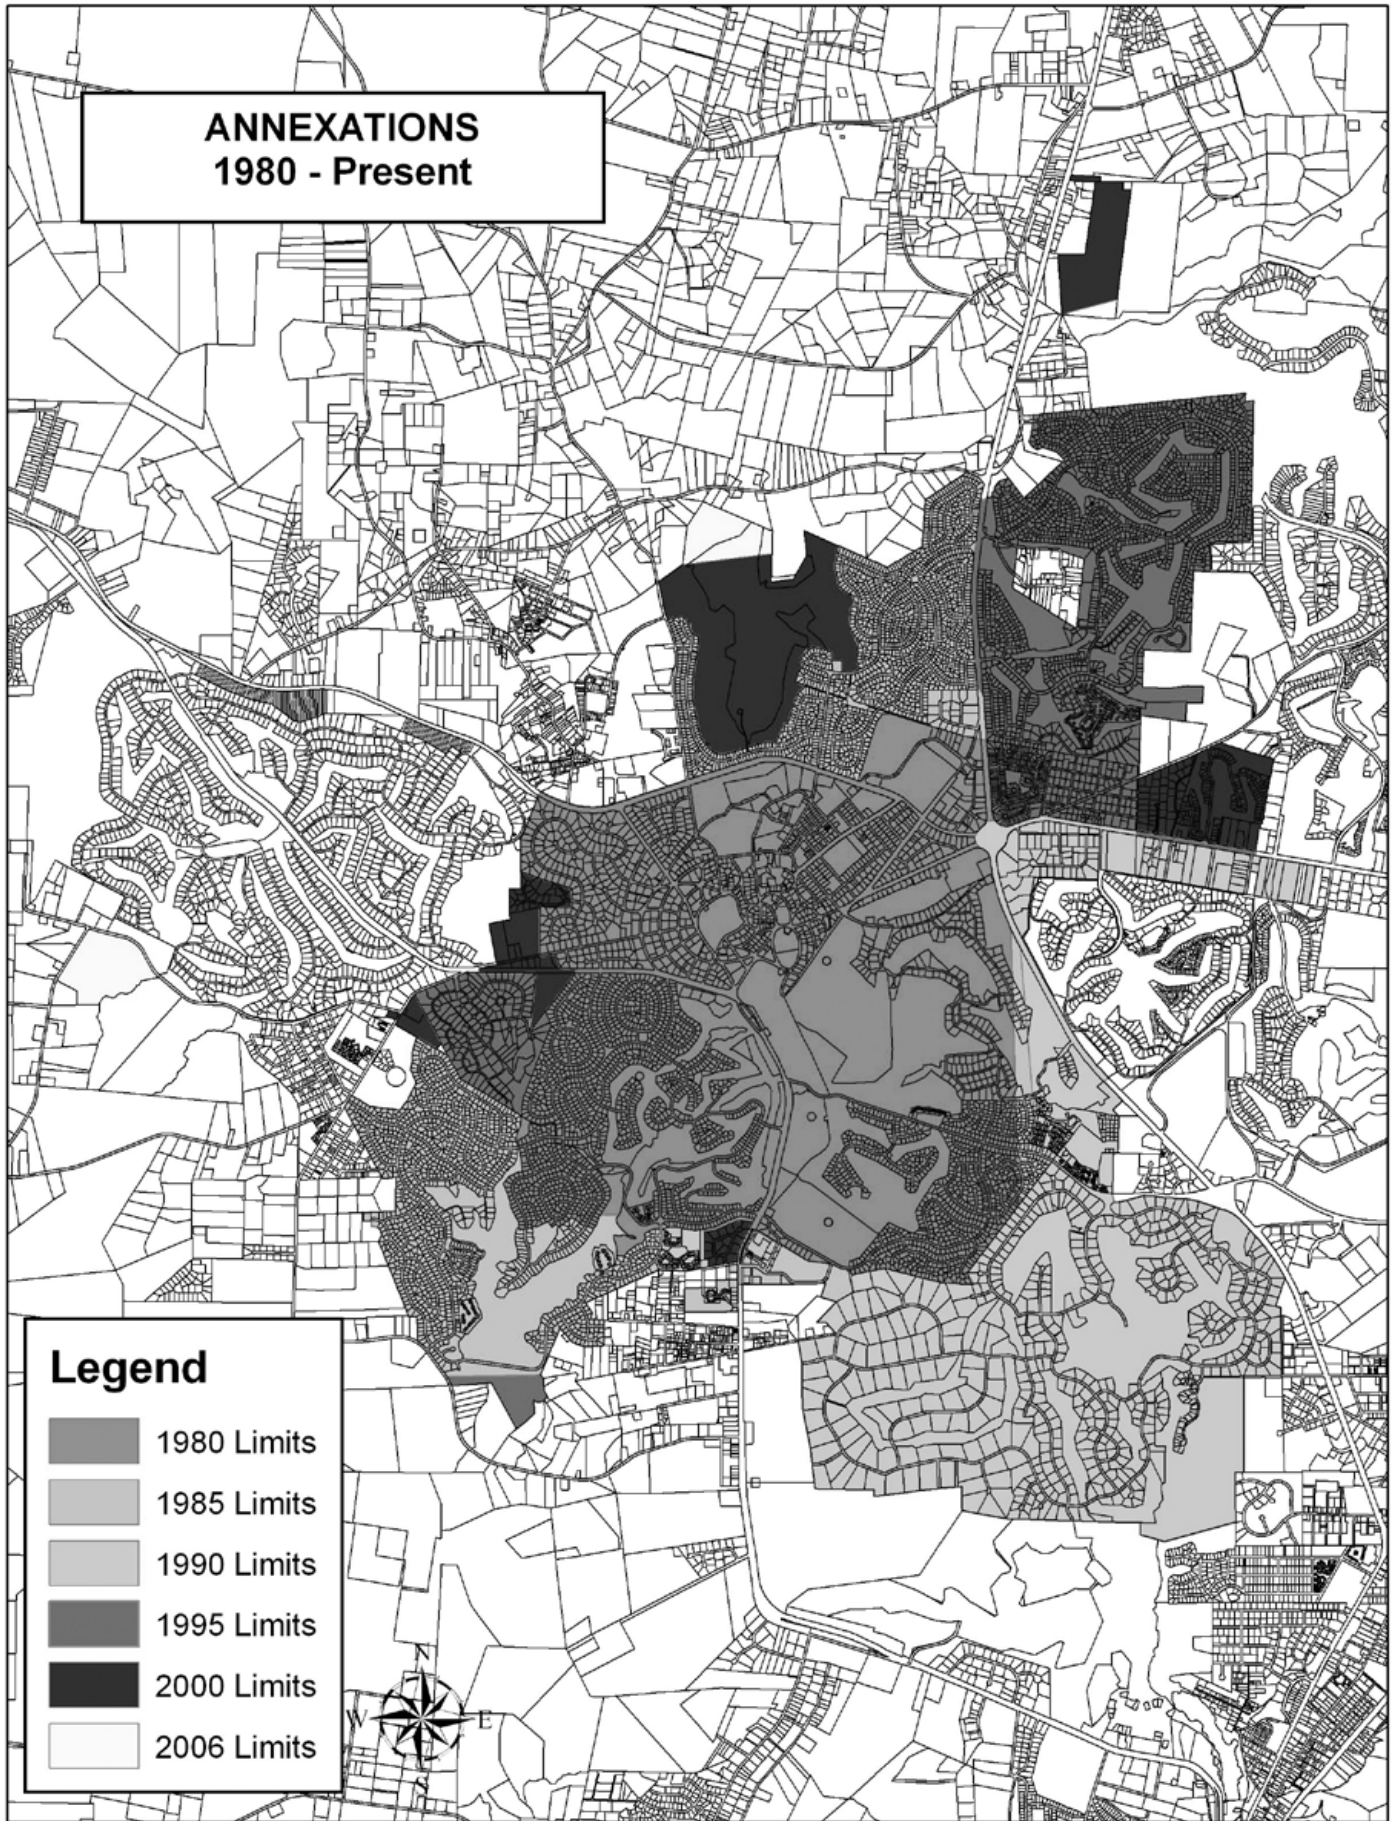 ANNEXATIONS
1980 - Present
Legend
1980 Limits
1985 Limits
1990 Limits
1995 Limits
2000 Limits
2006 Limits
N
W E
S